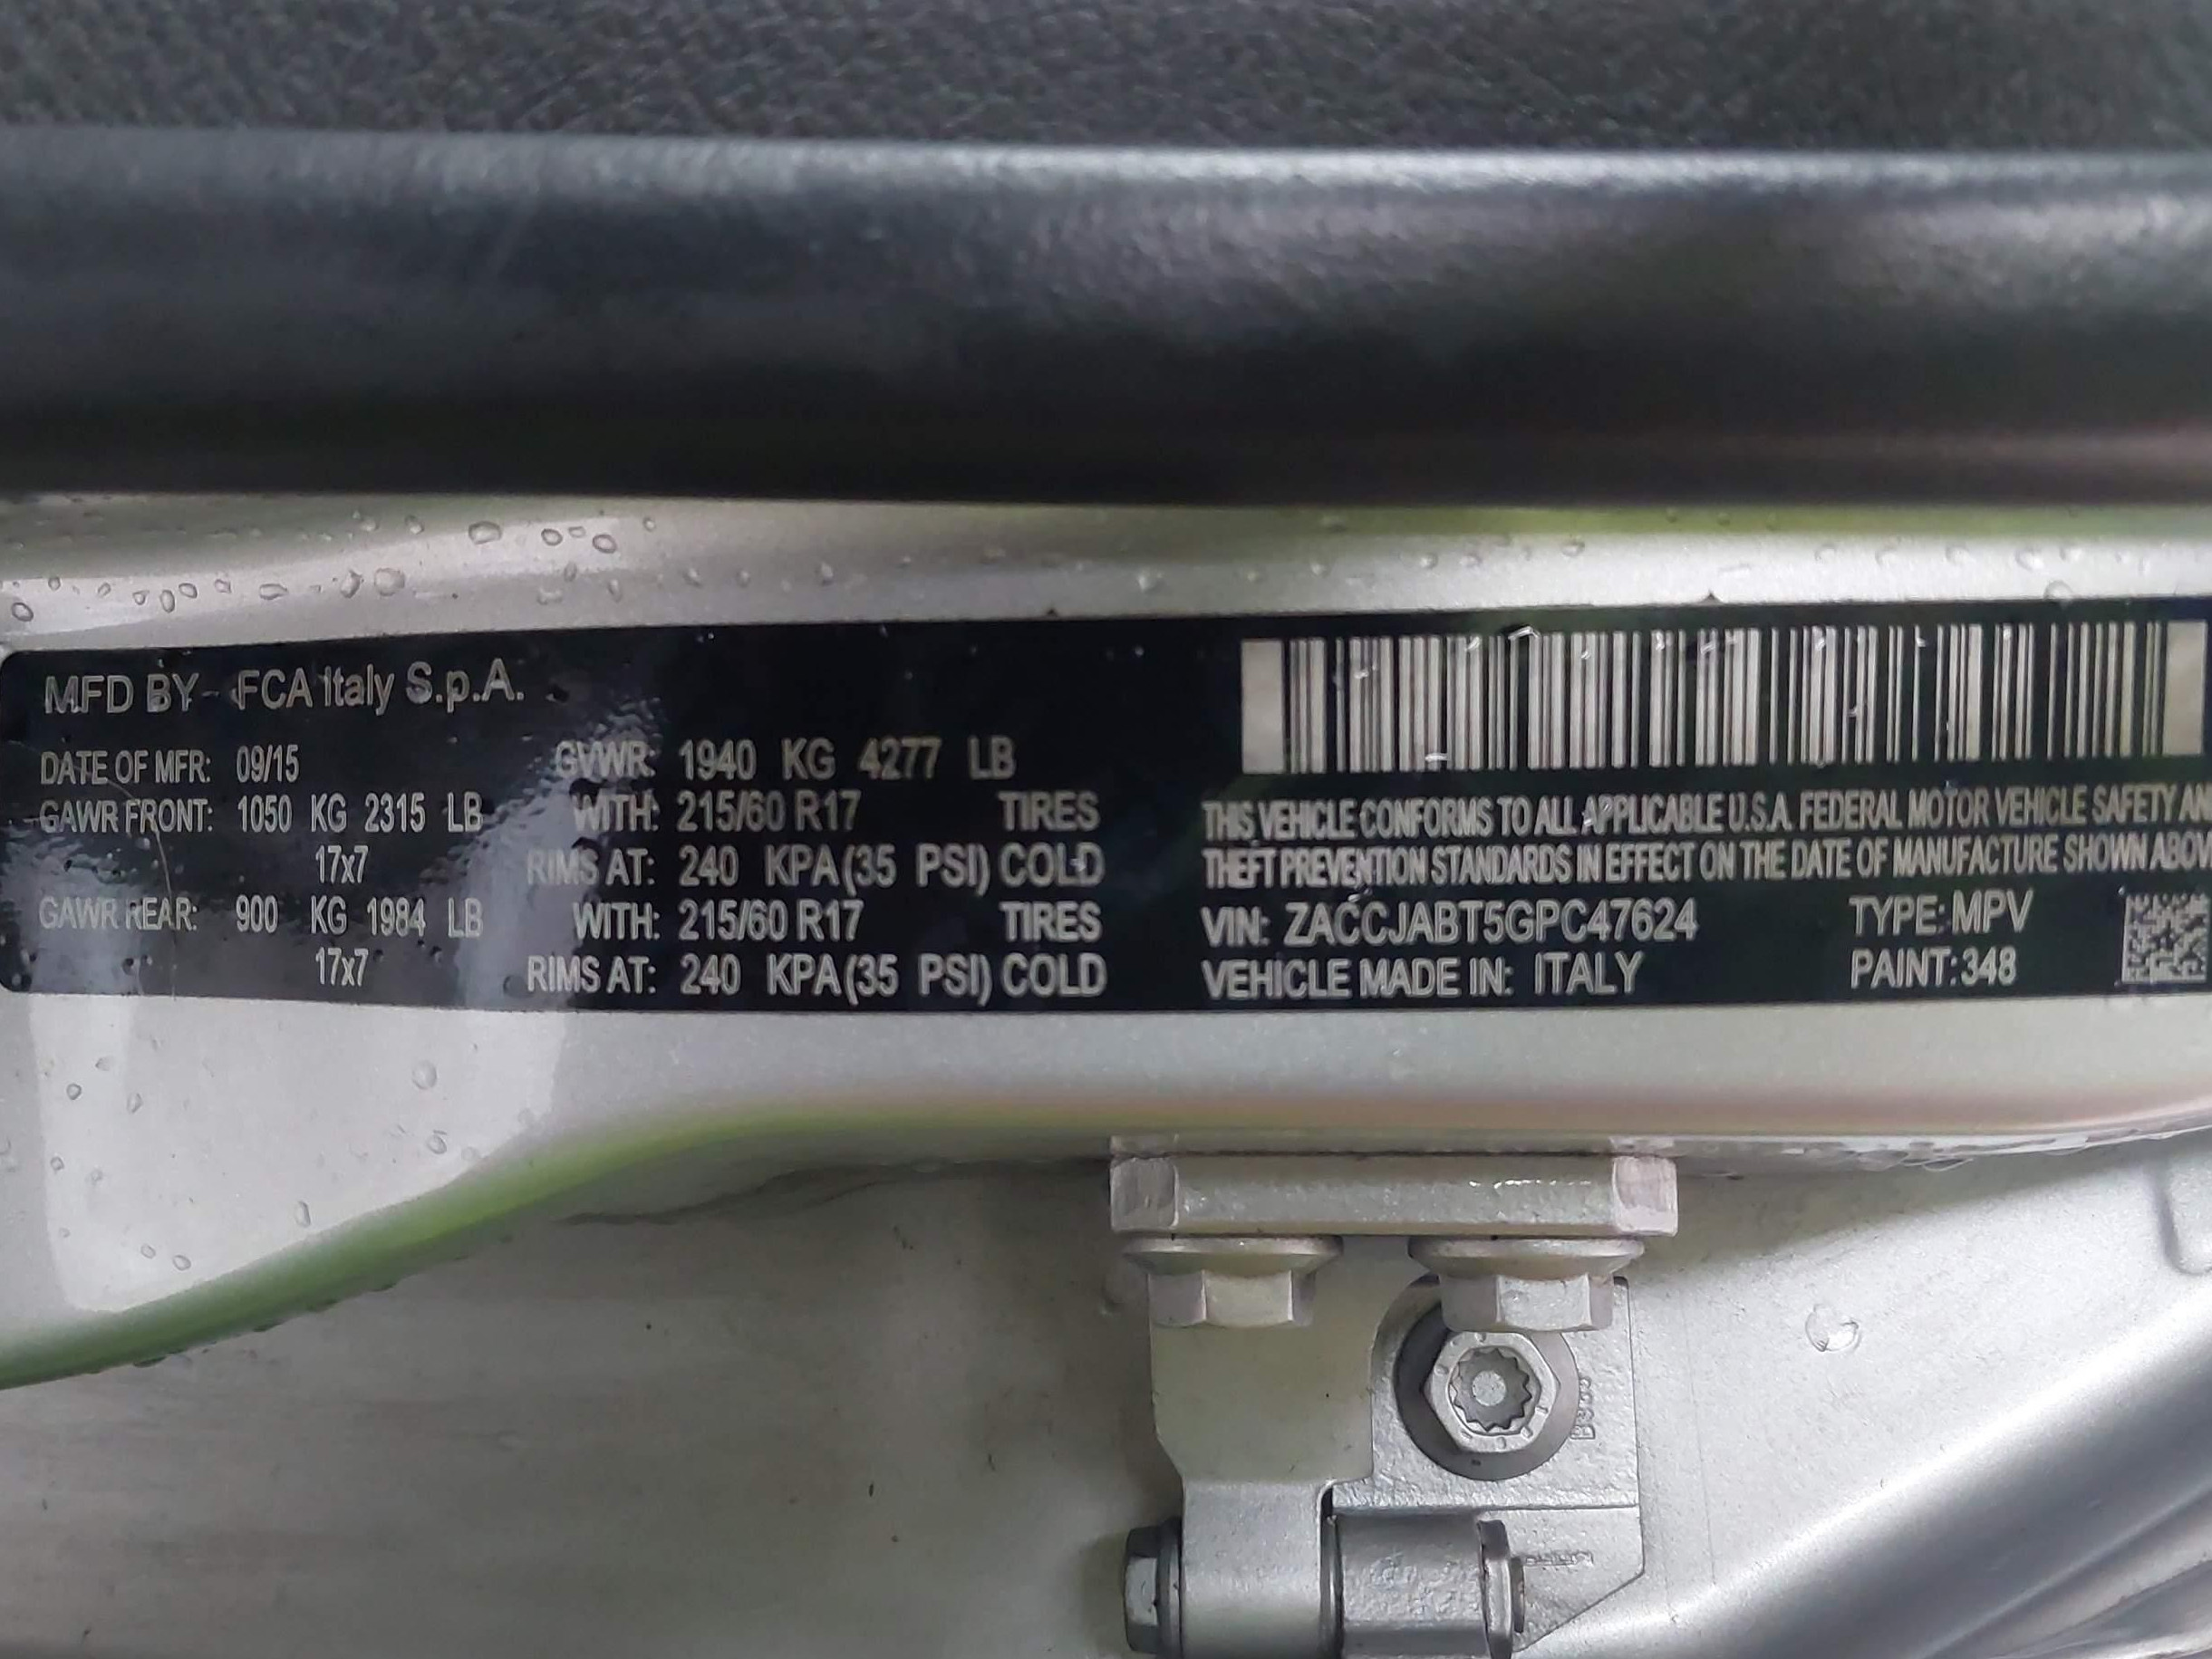 MFD BY- FCA Italy S.p.A.
DATE OF MFR: 09/15 GVWR: 1940 KG 4277 LB
GAWR FRONT: 1050 KG 2315 LB WITH: 215/60 R17 TIRES
17x7 RIMS AT: 240 KPA(35 PSI) COLD
GAWR REAR: 900 KG 1984 LB WITH: 215/60 R17 TIRES
17x7 RIMS AT: 240 KPA(35 PSI) COLD
THIS VEHICLE CONFORMS TO ALL APPLICABLE U.S.A. FEDERAL MOTOR VEHICLE SAFETY AN
THEFT PREVENTION STANDARDS IN EFFECT ON THE DATE OF MANUFACTURE SHOWN ABOV
VIN: ZACCJABT5GPC47624 TYPE: MPV
VEHICLE MADE IN: ITALY PAINT:348